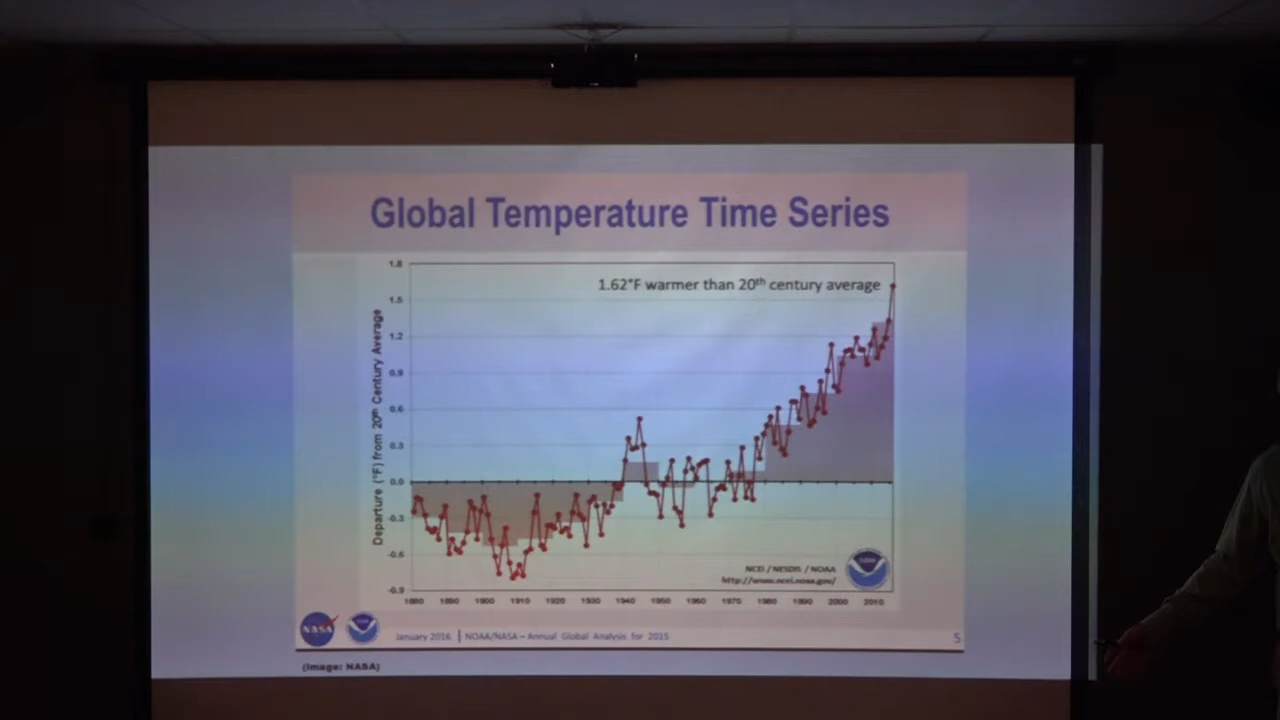 Global Temperature Time Series
1.62°F warmer than 20th century average
Departure (°F) from 20th Century Average
1.8
1.5
1.2
0.9
0.6
0.3
0.0
-0.3
-0.6
-0.9
1880 1890 1900 1910 1920 1930 1940 1950 1960 1970 1980 1990 2000 2010
NCEI / NESDIS / NOAA
http://www.ncei.noaa.gov/
NASA
January 2016 | NOAA/NASA – Annual Global Analysis for 2015
5
(Image: NASA)